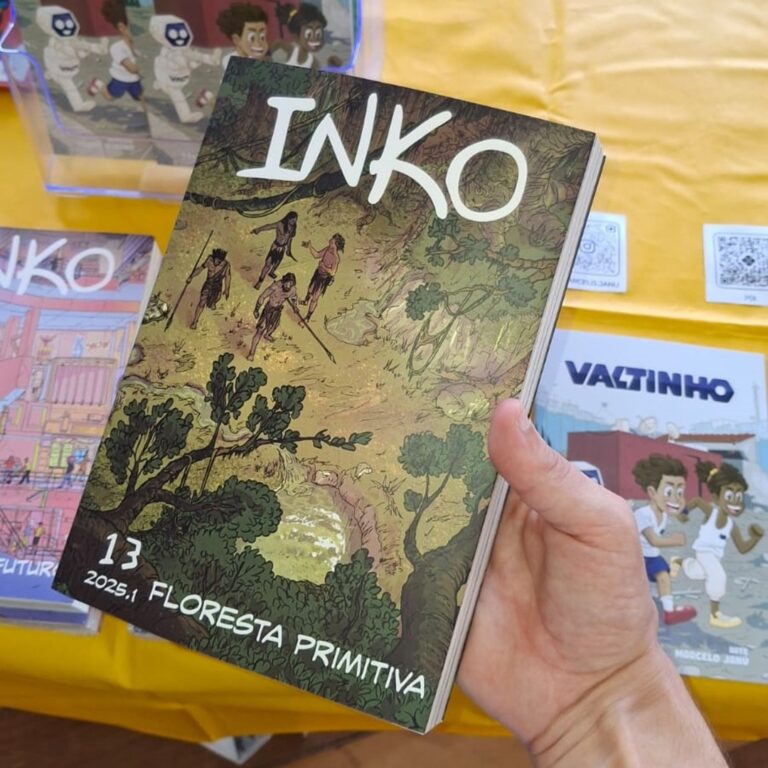 INKO
13
2025.1 FLORESTA PRIMITIVA
NKO
FUTUR
VALTINHO
MARCELO JANU